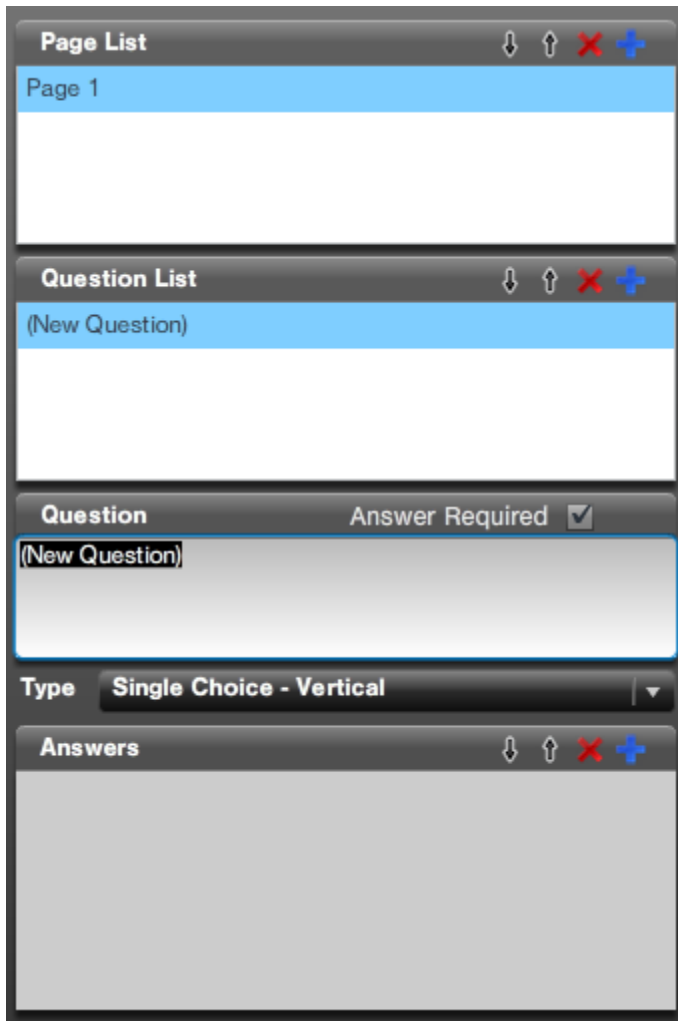 Page List
Page 1
Question List
(New Question)
Question Answer Required
(New Question)
Type Single Choice - Vertical
Answers